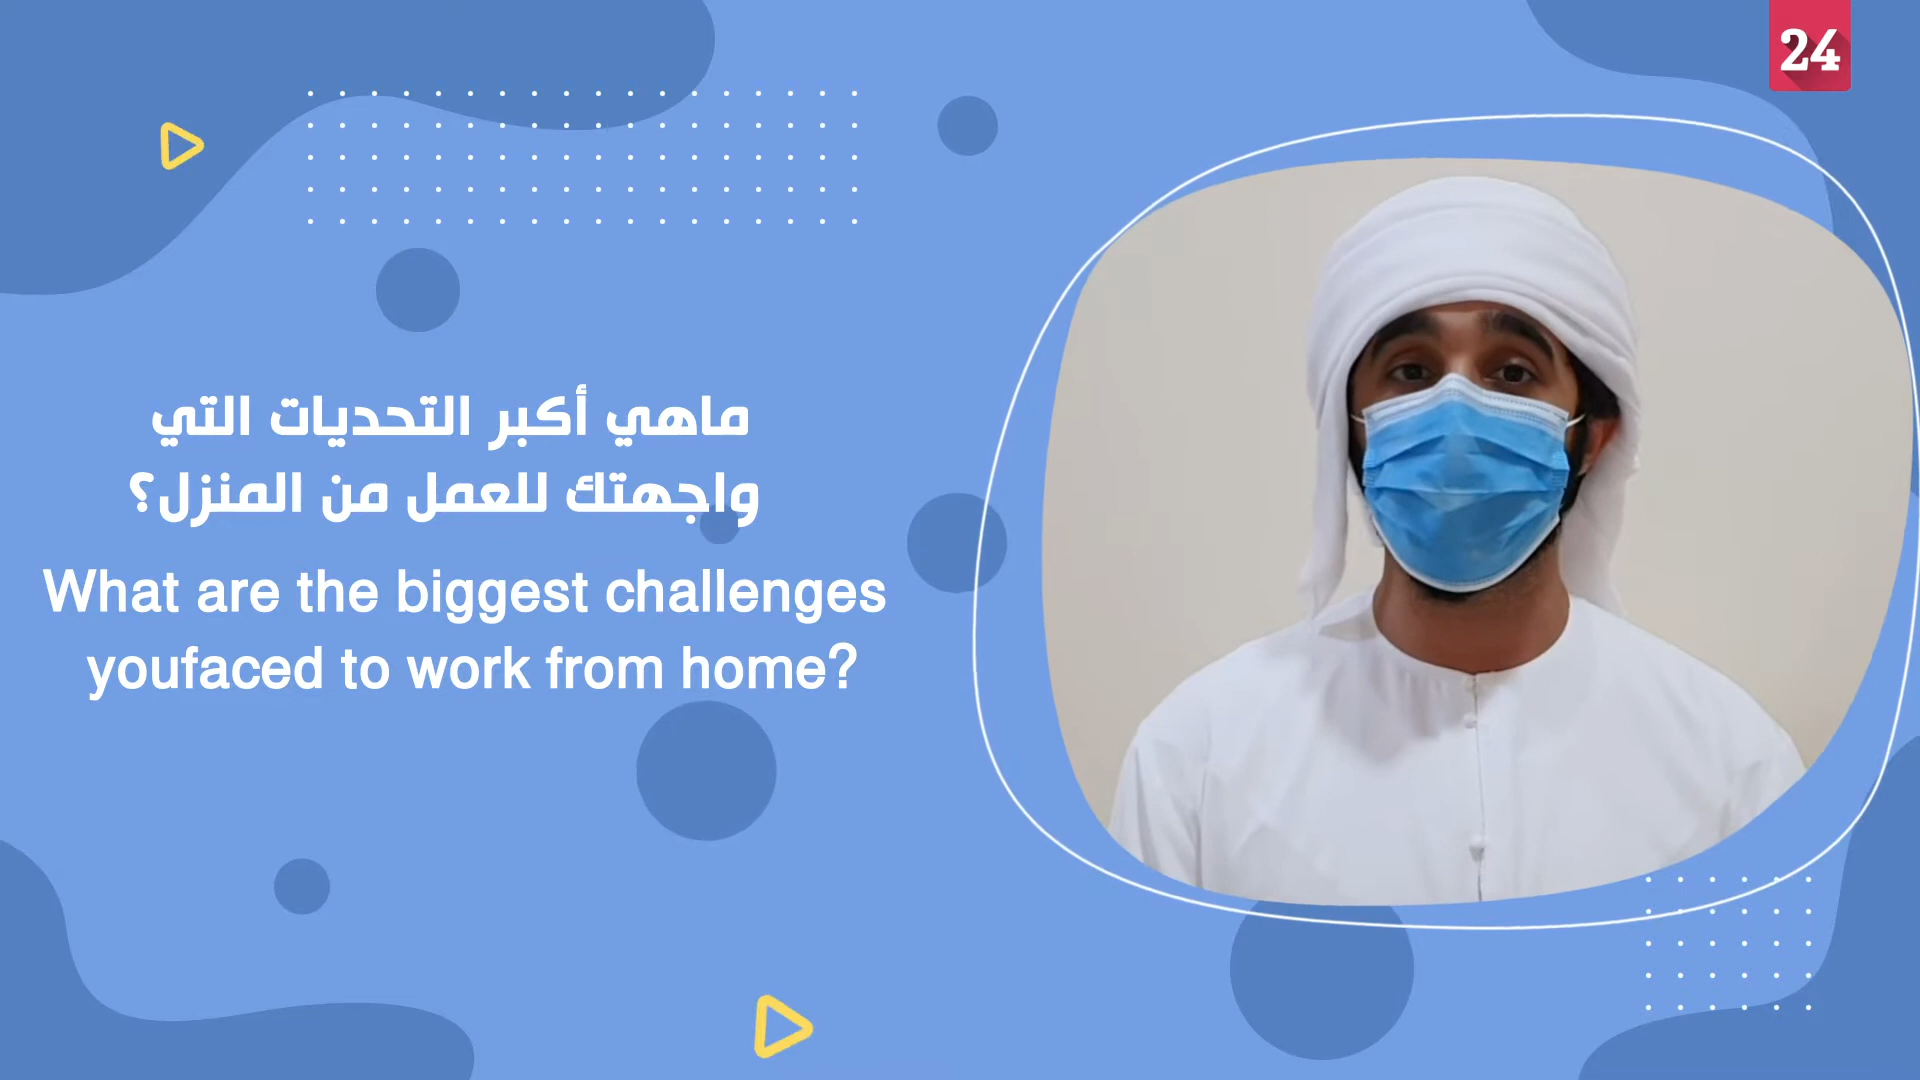 24
ماهي أكبر التحديات التي
واجهتك للعمل من المنزل؟
What are the biggest challenges
youfaced to work from home?